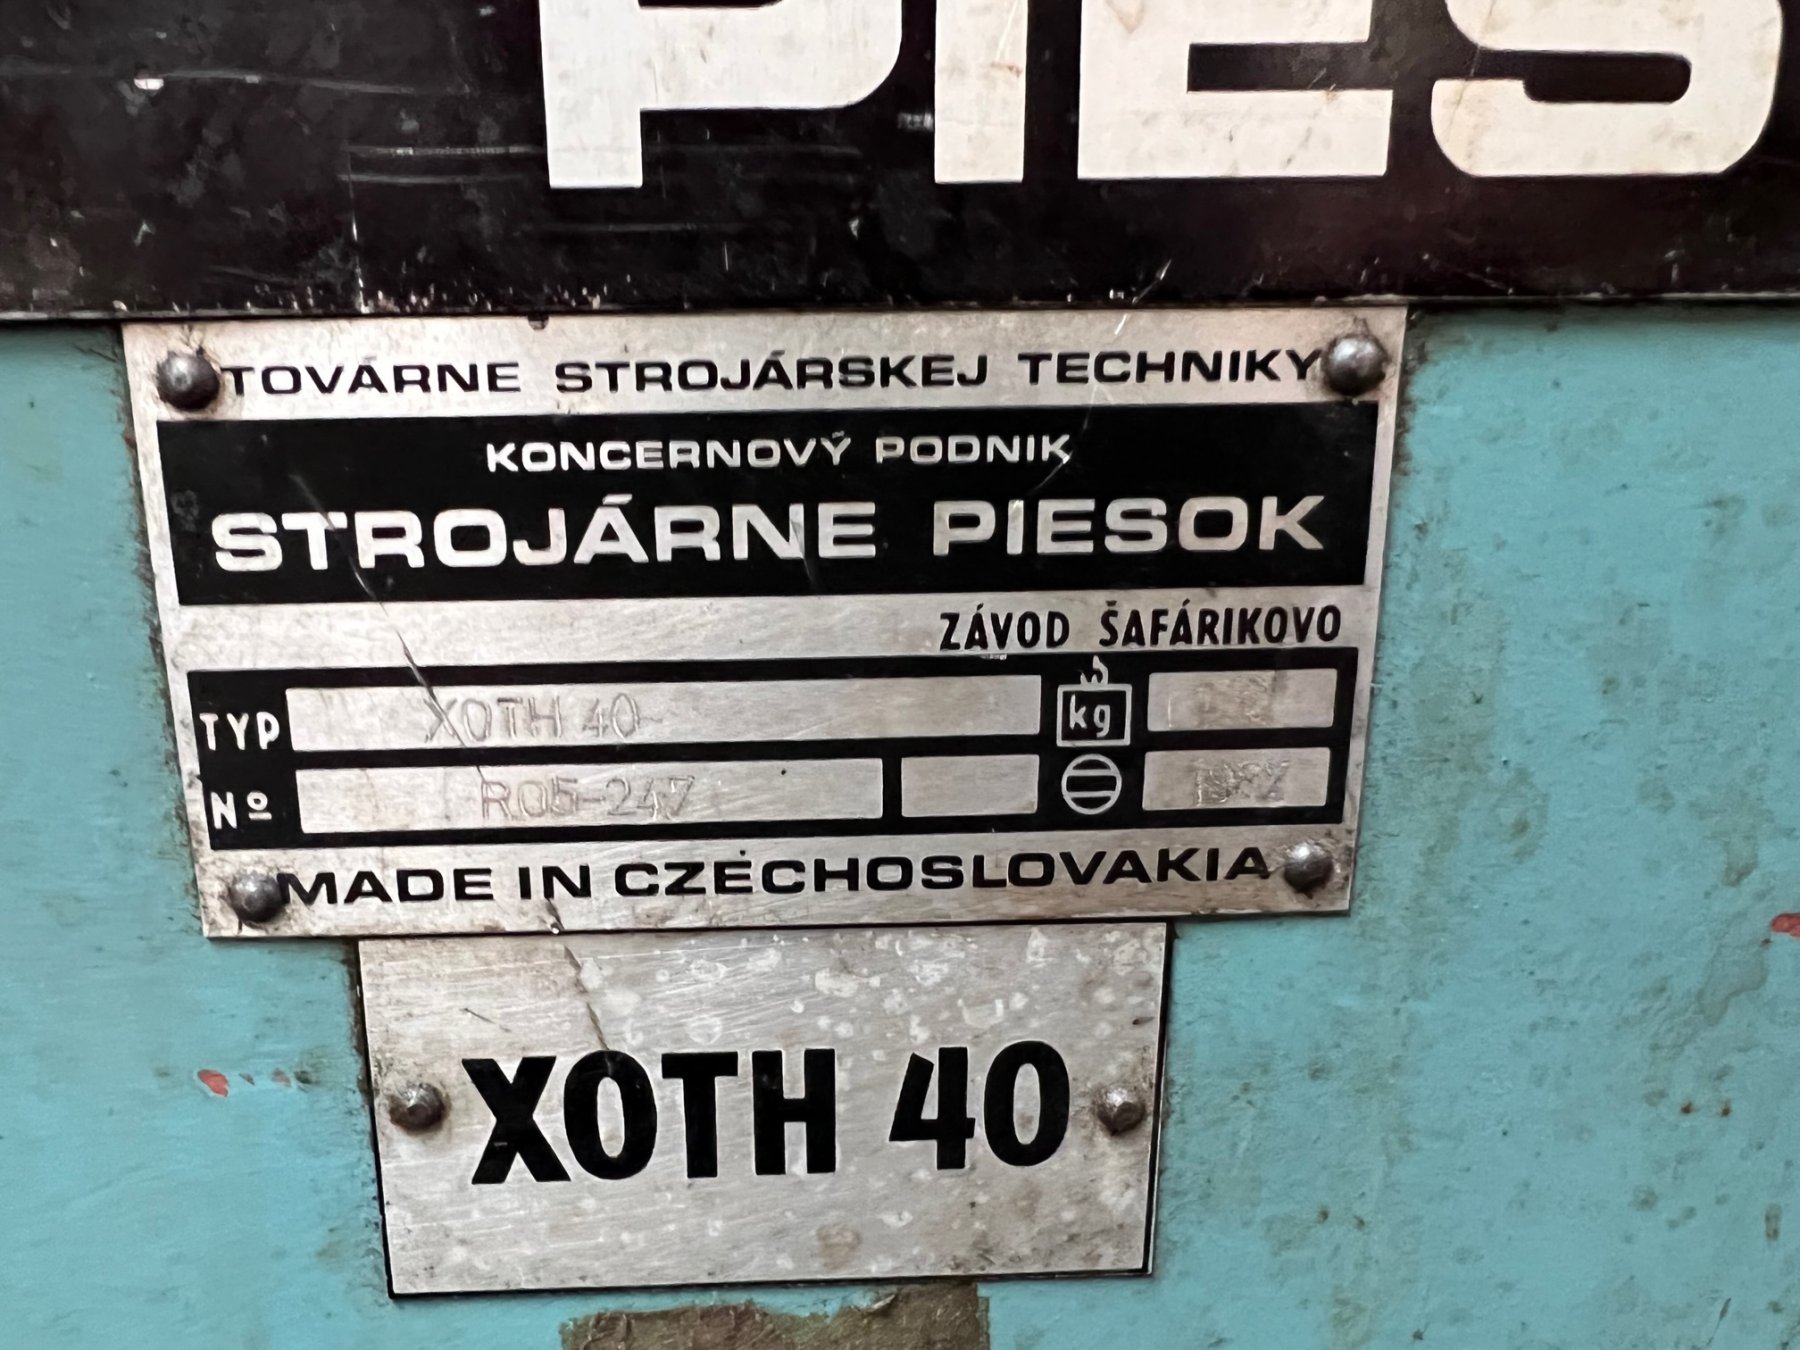 PIES
TOVÁRNE STROJÁRSKEJ TECHNIKY
KONCERNOVÝ PODNIK
STROJÁRNE PIESOK
ZÁVOD ŠAFÁRIKOVO
TYP XOTH 40 kg
Nº R05-247
MADE IN CZECHOSLOVAKIA
XOTH 40